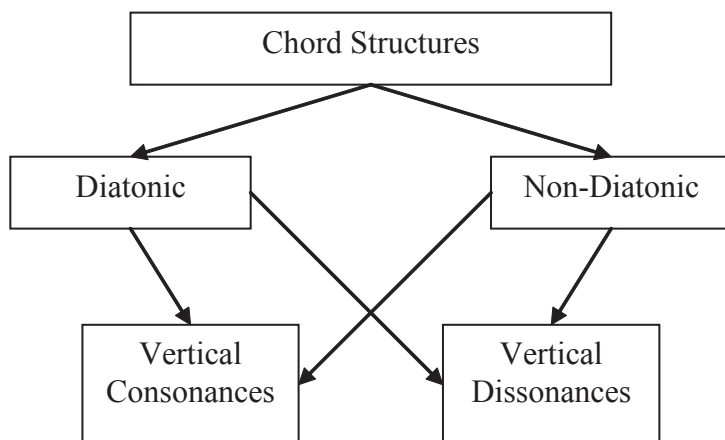 Chord Structures
Diatonic
Non-Diatonic
Vertical
Consonances
Vertical
Dissonances